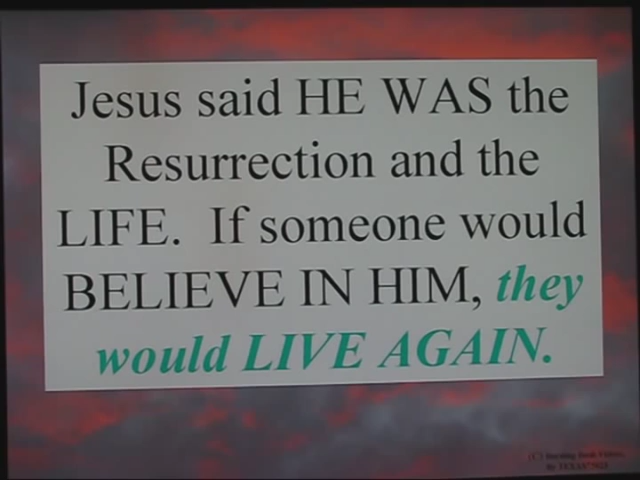 Jesus said HE WAS the
Resurrection and the
LIFE.  If someone would
BELIEVE IN HIM, they
would LIVE AGAIN.